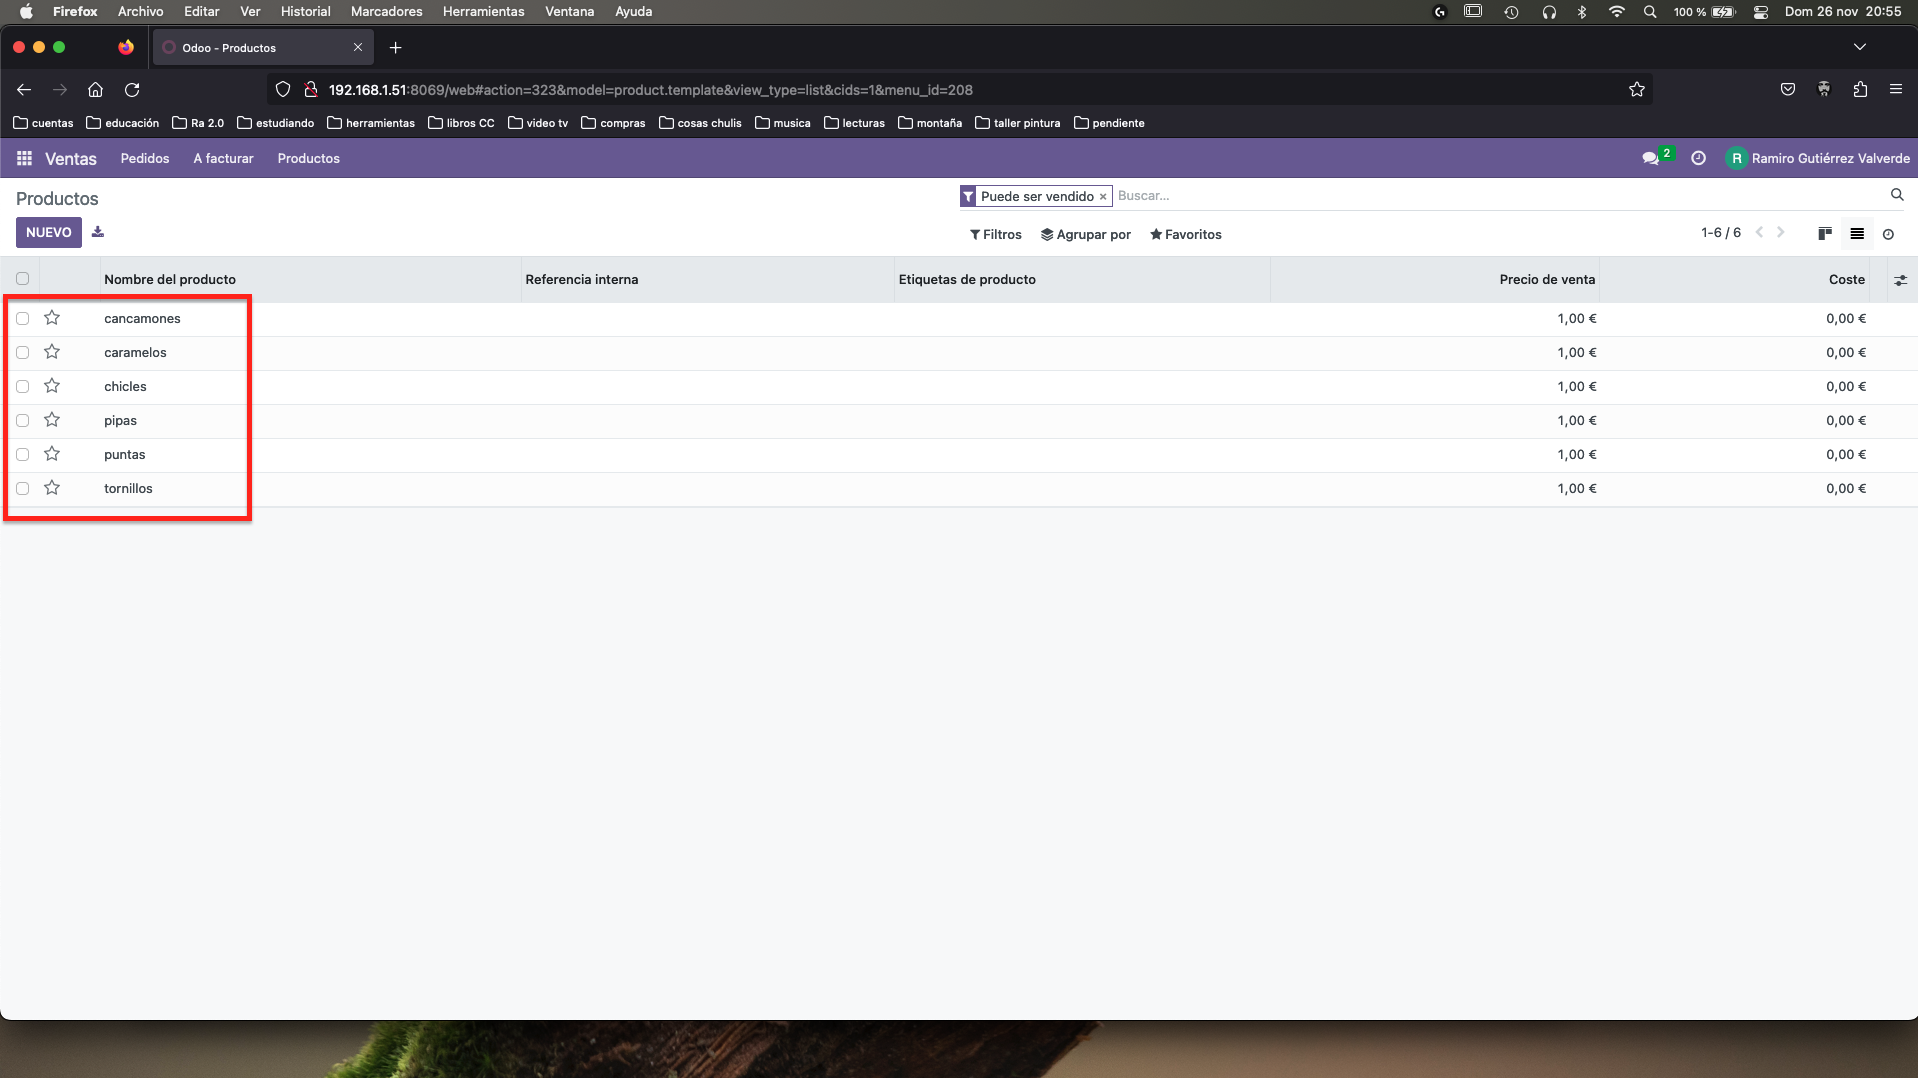 Firefox Archivo Editar Ver Historial Marcadores Herramientas Ventana Ayuda 100 % Dom 26 nov 20:55
Odoo - Productos
192.168.1.51:8069/web#action=323&model=product.template&view_type=list&cids=1&menu_id=208
cuentas educación Ra 2.0 estudiando herramientas libros CC video tv compras cosas chulis musica lecturas montaña taller pintura pendiente
Ventas Pedidos A facturar Productos 2 R Ramiro Gutiérrez Valverde
Productos Puede ser vendido × Buscar...
NUEVO Filtros Agrupar por Favoritos 1-6 / 6
Nombre del producto Referencia interna Etiquetas de producto Precio de venta Coste
cancamones 1,00 € 0,00 €
caramelos 1,00 € 0,00 €
chicles 1,00 € 0,00 €
pipas 1,00 € 0,00 €
puntas 1,00 € 0,00 €
tornillos 1,00 € 0,00 €